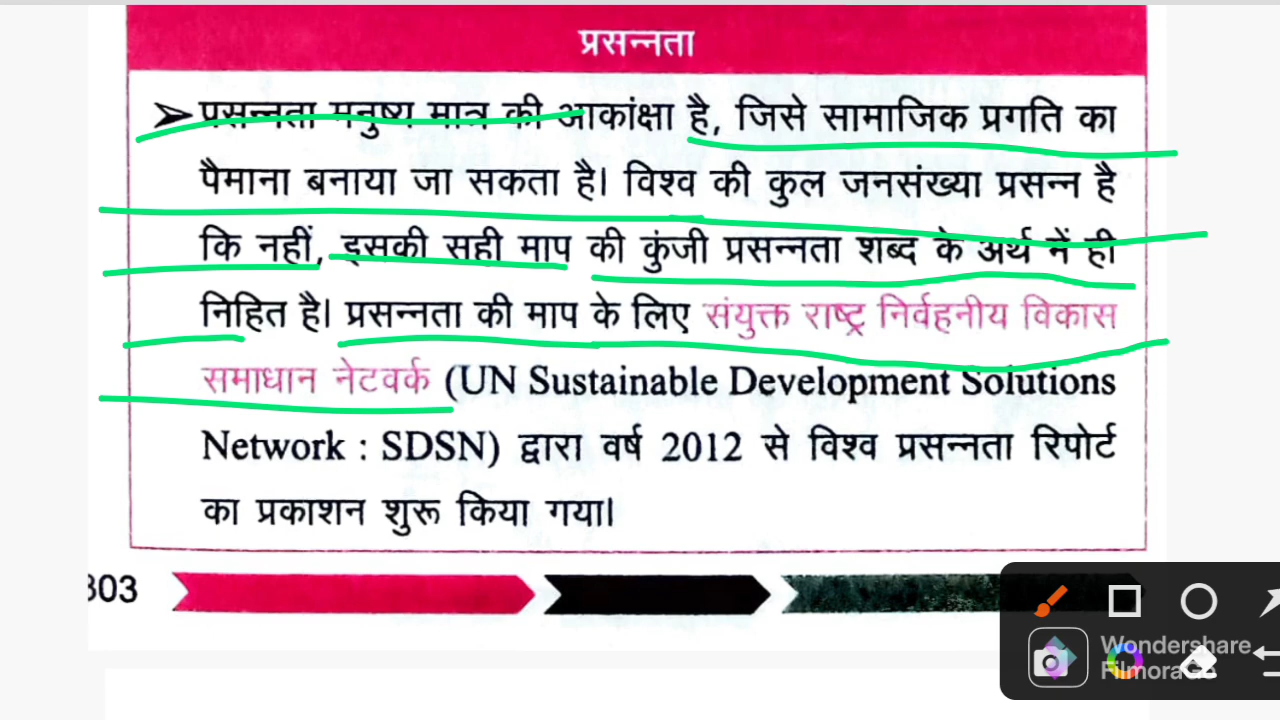 प्रसन्नता
➢ प्रसन्नता मनुष्य मात्र की आकांक्षा है, जिसे सामाजिक प्रगति का
पैमाना बनाया जा सकता है। विश्व की कुल जनसंख्या प्रसन्न है
कि नहीं, इसकी सही माप की कुंजी प्रसन्नता शब्द के अर्थ में ही
निहित है। प्रसन्नता की माप के लिए संयुक्त राष्ट्र निर्वहनीय विकास
समाधान नेटवर्क (UN Sustainable Development Solutions
Network : SDSN) द्वारा वर्ष 2012 से विश्व प्रसन्नता रिपोर्ट
का प्रकाशन शुरू किया गया।
303
Wondershare
FilmoraGo